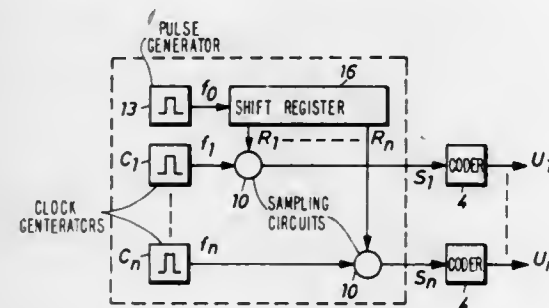 PULSE
GENERATOR
13
f0
16
SHIFT REGISTER
R1
Rn
C1
f1
10
S1
CODER
4
U1
CLOCK
GENTERATORS
SAMPLING
CIRCUITS
Cn
fn
10
Sn
CODER
4